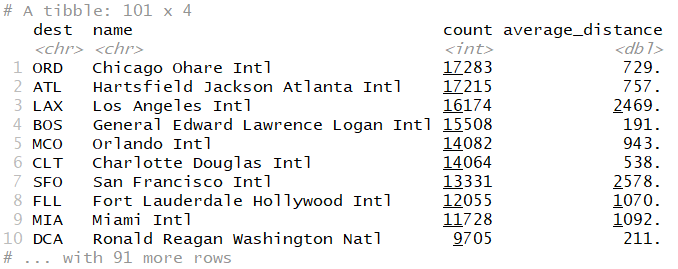 # A tibble: 101 x 4
dest name count average_distance
<chr> <chr> <int> <dbl>
1 ORD Chicago Ohare Intl 17283 729.
2 ATL Hartsfield Jackson Atlanta Intl 17215 757.
3 LAX Los Angeles Intl 16174 2469.
4 BOS General Edward Lawrence Logan Intl 15508 191.
5 MCO Orlando Intl 14082 943.
6 CLT Charlotte Douglas Intl 14064 538.
7 SFO San Francisco Intl 13331 2578.
8 FLL Fort Lauderdale Hollywood Intl 12055 1070.
9 MIA Miami Intl 11728 1092.
10 DCA Ronald Reagan Washington Natl 9705 211.
# ... with 91 more rows